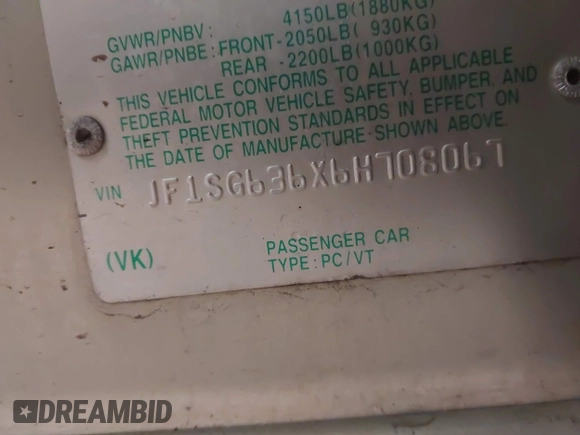 GVWR/PNBV: 4150LB(1880KG)
GAWR/PNBE: FRONT-2050LB( 930KG)
REAR -2200LB(1000KG)
THIS VEHICLE CONFORMS TO ALL APPLICABLE
FEDERAL MOTOR VEHICLE SAFETY, BUMPER, AND
THEFT PREVENTION STANDARDS IN EFFECT ON
THE DATE OF MANUFACTURE SHOWN ABOVE.
VIN JF1SG636X6H708067
(VK)
PASSENGER CAR
TYPE: PC/VT
DREAMBID